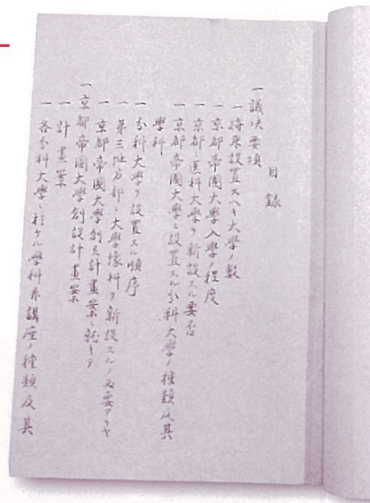 目録
一議决要項
一將来設置スヘキ大學ノ數
一京都帝國大學入學ノ程度
一京都ニ医科大學ヲ新設スル要否
一京都帝國大學ニ設置スル分科大學ノ種類及其
學科
一分科大學ヲ設置スル順序
一第三地方部ニ大學豫科ヲ新設スルノ必要アリヤ
一京都帝國大學創立計畫案ニ就キテ
一京都帝國大學創設計畫案
一計畫案
一各分科大學ニ於ケル學科係講座ノ種類及其